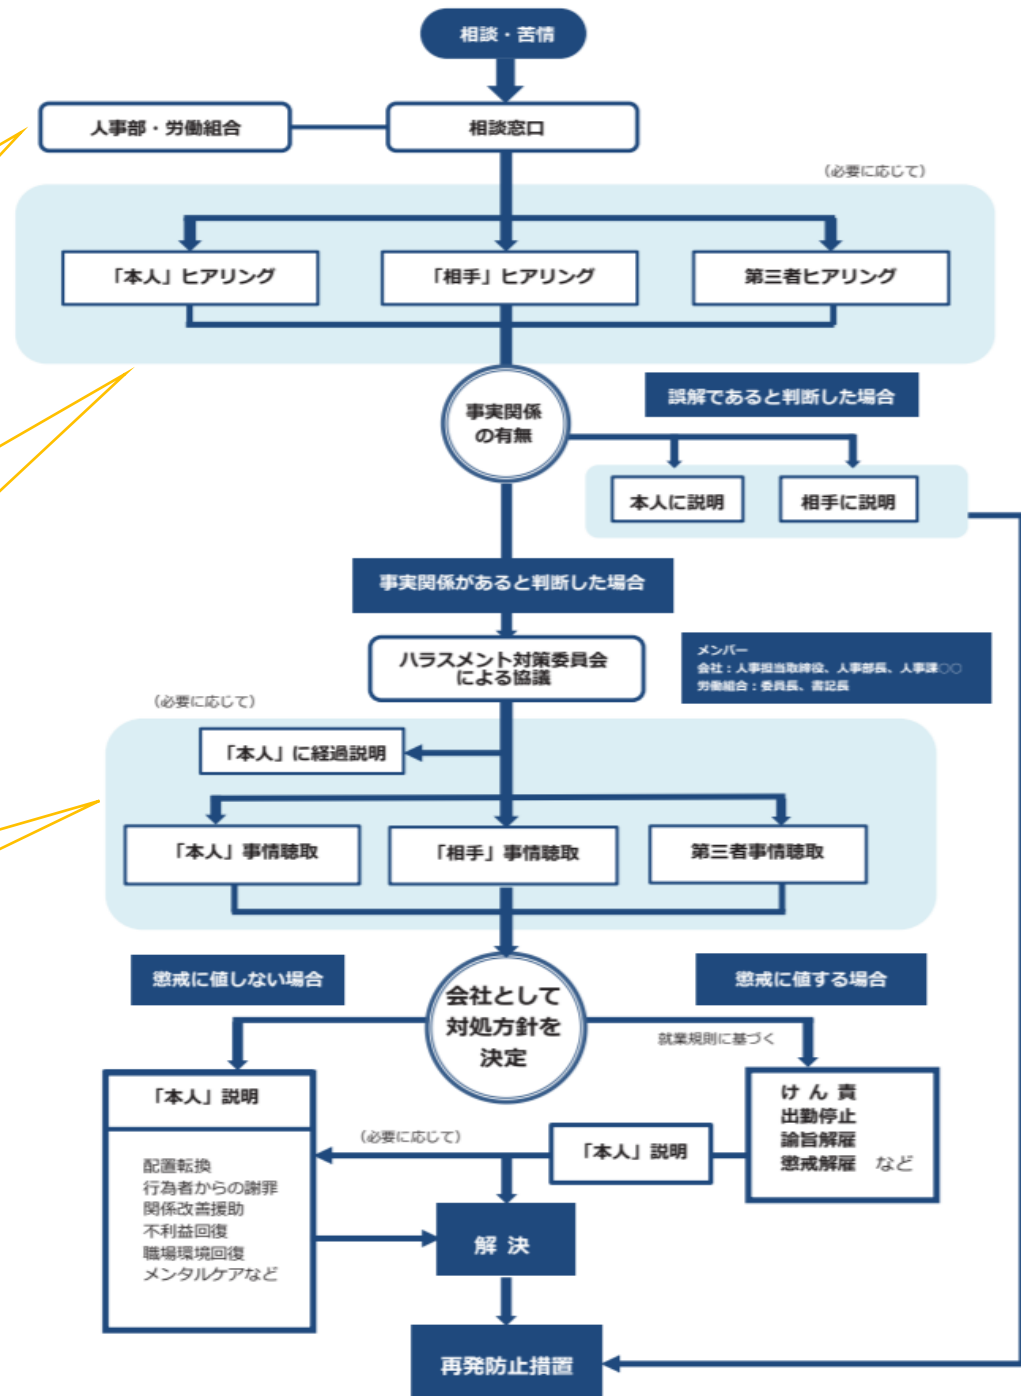 相談・苦情
人事部・労働組合
相談窓口
（必要に応じて）
「本人」ヒアリング
「相手」ヒアリング
第三者ヒアリング
事実関係
の有無
誤解であると判断した場合
本人に説明
相手に説明
事実関係があると判断した場合
ハラスメント対策委員会
による協議
メンバー
会社：人事担当取締役、人事部長、人事課○○
労働組合：委員長、書記長
（必要に応じて）
「本人」に経過説明
「本人」事情聴取
「相手」事情聴取
第三者事情聴取
懲戒に値しない場合
懲戒に値する場合
会社として
対処方針を
決定
就業規則に基づく
「本人」説明
配置転換
行為者からの謝罪
関係改善援助
不利益回復
職場環境回復
メンタルケアなど
けん責
出勤停止
諭旨解雇
懲戒解雇　など
（必要に応じて）
「本人」説明
解決
再発防止措置